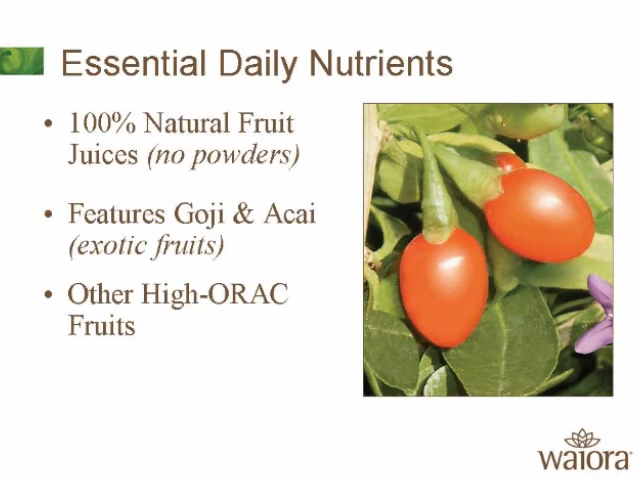 Essential Daily Nutrients
• 100% Natural Fruit
Juices (no powders)
• Features Goji & Acai
(exotic fruits)
• Other High-ORAC
Fruits
waiora